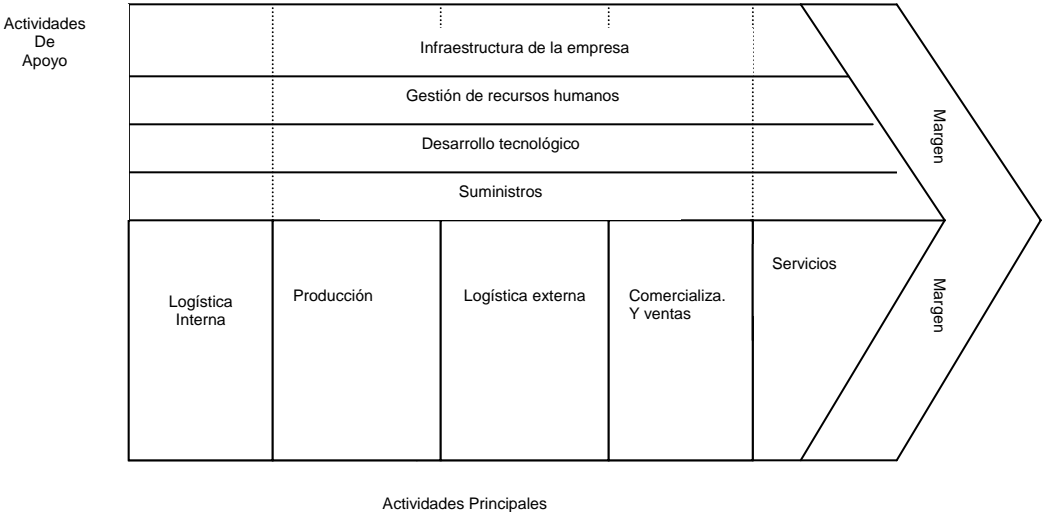 Actividades
De
Apoyo
Infraestructura de la empresa
Gestión de recursos humanos
Desarrollo tecnológico
Suministros
Margen
Logística
Interna
Producción
Logística externa
Comercializa.
Y ventas
Servicios
Margen
Actividades Principales